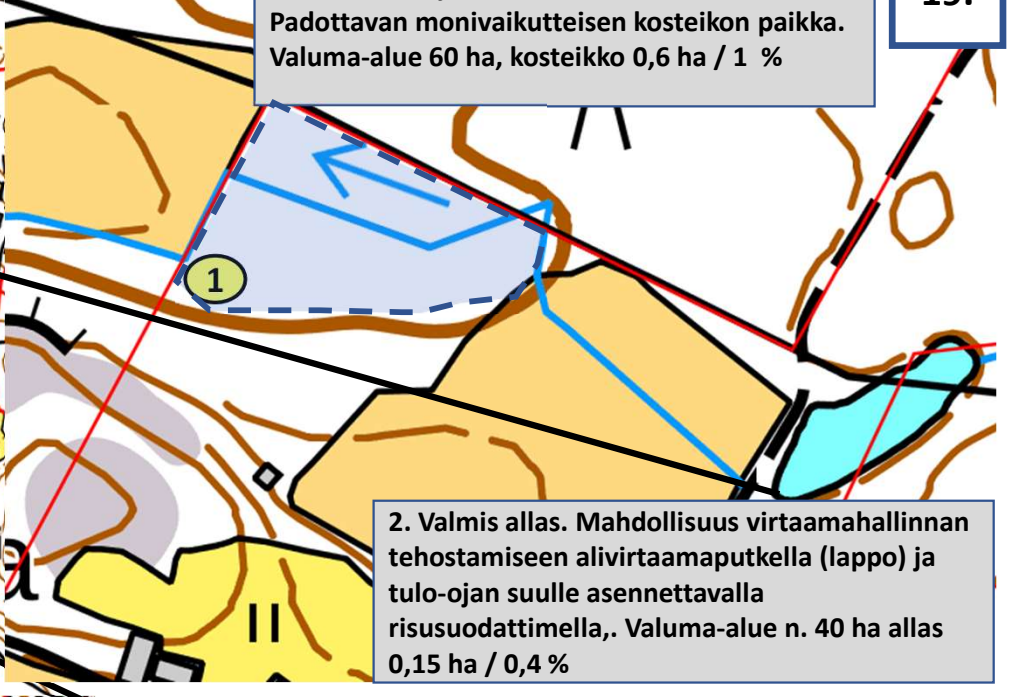 Padottavan monivaikutteisen kosteikon paikka.
Valuma-alue 60 ha, kosteikko 0,6 ha / 1 %
1
2. Valmis allas. Mahdollisuus virtaamahallinnan
tehostamiseen alivirtaamaputkella (lappo) ja
tulo-ojan suulle asennettavalla
risusuodattimella,. Valuma-alue n. 40 ha allas
0,15 ha / 0,4 %